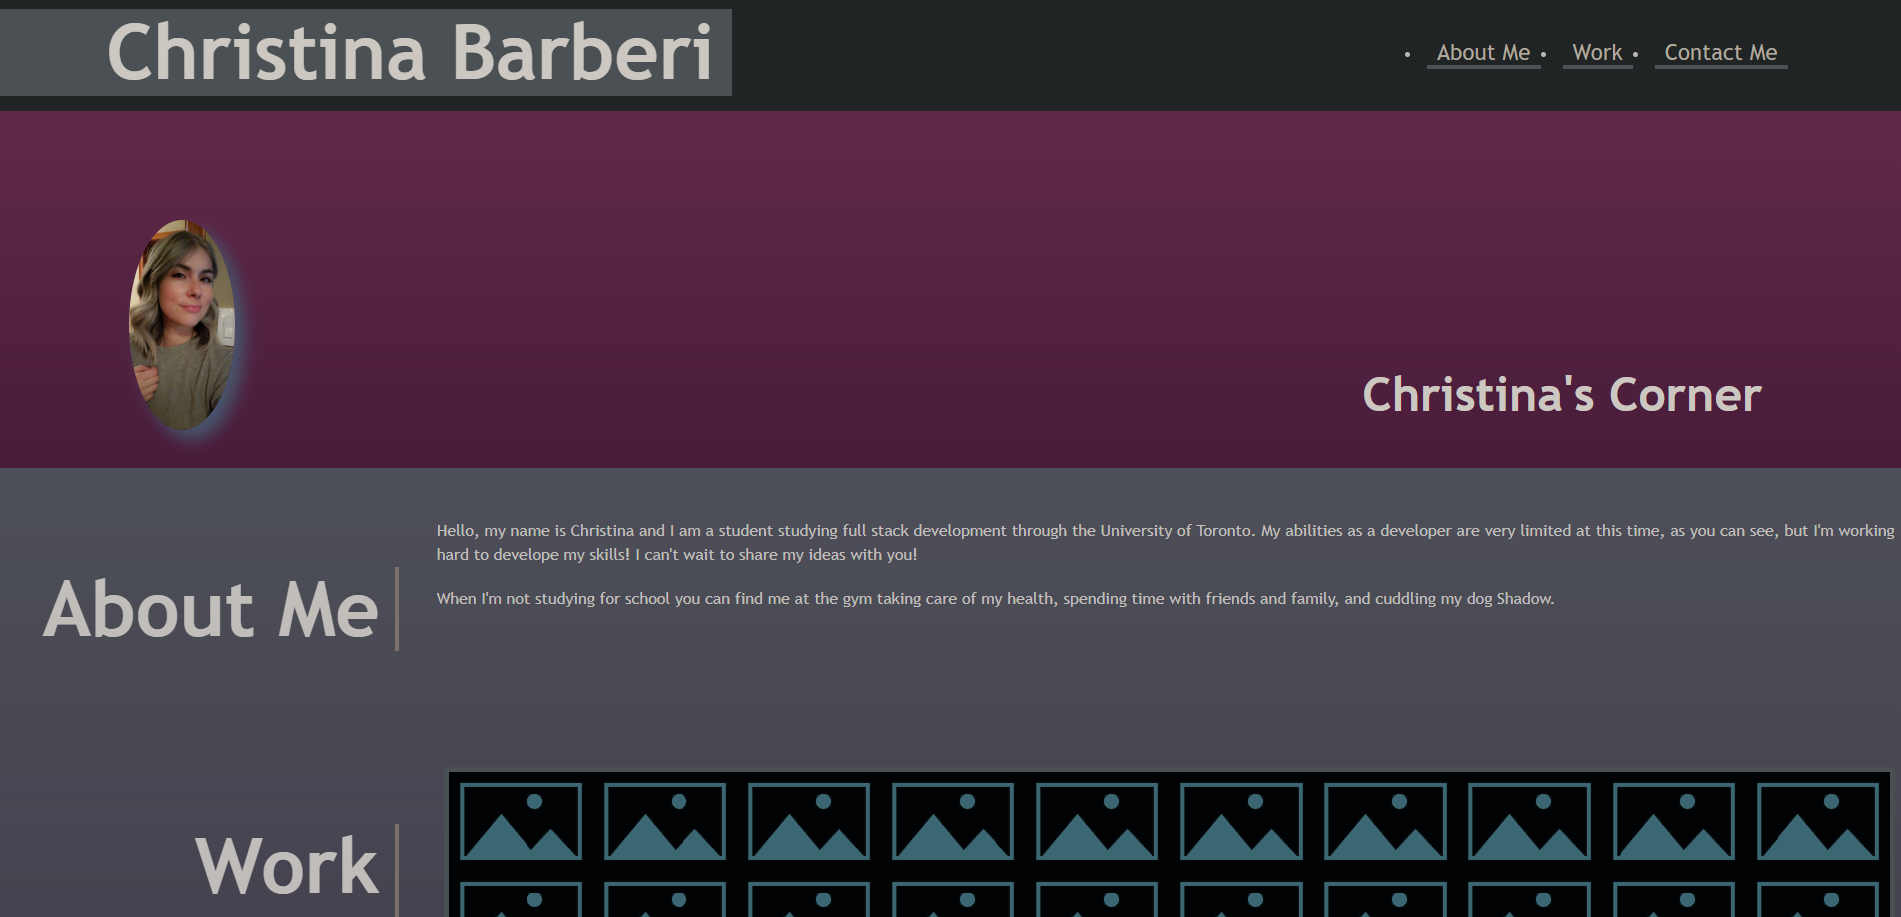 Christina Barberi
• About Me • Work • Contact Me
Christina's Corner
Hello, my name is Christina and I am a student studying full stack development through the University of Toronto. My abilities as a developer are very limited at this time, as you can see, but I'm working
hard to develope my skills! I can't wait to share my ideas with you!
About Me
When I'm not studying for school you can find me at the gym taking care of my health, spending time with friends and family, and cuddling my dog Shadow.
Work